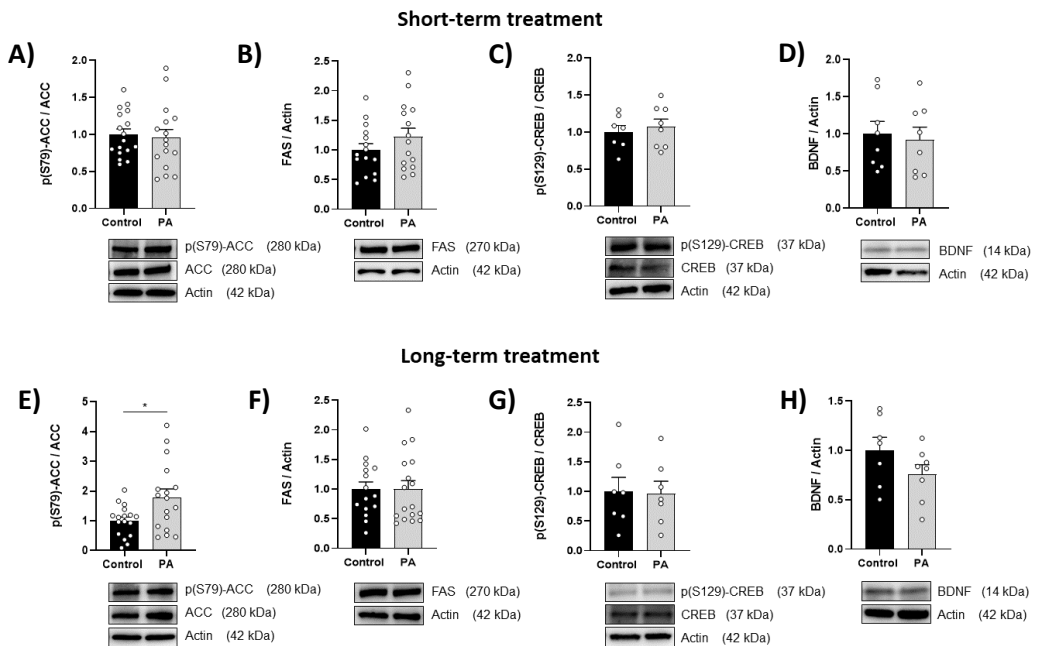 Short-term treatment
A)
p(S79)-ACC / ACC
2.0
1.5
1.0
0.5
0.0
Control PA
p(S79)-ACC (280 kDa)
ACC (280 kDa)
Actin (42 kDa)
B)
FAS / Actin
2.5
2.0
1.5
1.0
0.5
0.0
Control PA
FAS (270 kDa)
Actin (42 kDa)
C)
p(S129)-CREB / CREB
2.0
1.5
1.0
0.5
0.0
Control PA
p(S129)-CREB (37 kDa)
CREB (37 kDa)
Actin (42 kDa)
D)
BDNF / Actin
2.0
1.5
1.0
0.5
0.0
Control PA
BDNF (14 kDa)
Actin (42 kDa)
Long-term treatment
E)
p(S79)-ACC / ACC
5
4
3
2
1
0
*
Control PA
p(S79)-ACC (280 kDa)
ACC (280 kDa)
Actin (42 kDa)
F)
FAS / Actin
2.5
2.0
1.5
1.0
0.5
0.0
Control PA
FAS (270 kDa)
Actin (42 kDa)
G)
p(S129)-CREB / CREB
2.5
2.0
1.5
1.0
0.5
0.0
Control PA
p(S129)-CREB (37 kDa)
CREB (37 kDa)
Actin (42 kDa)
H)
BDNF / Actin
1.5
1.0
0.5
0.0
Control PA
BDNF (14 kDa)
Actin (42 kDa)